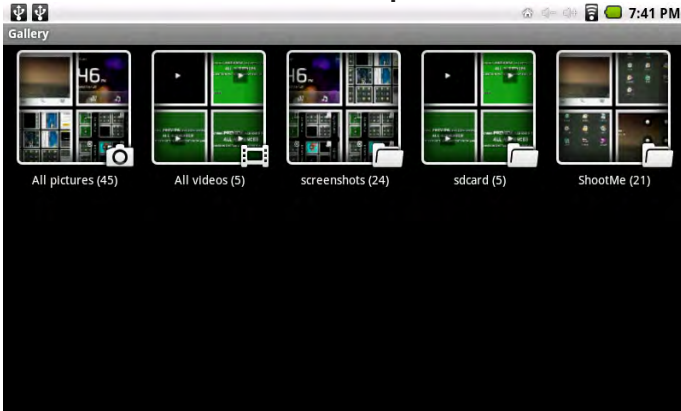 7:41 PM
Gallery
All pictures (45)
All videos (5)
screenshots (24)
sdcard (5)
ShootMe (21)